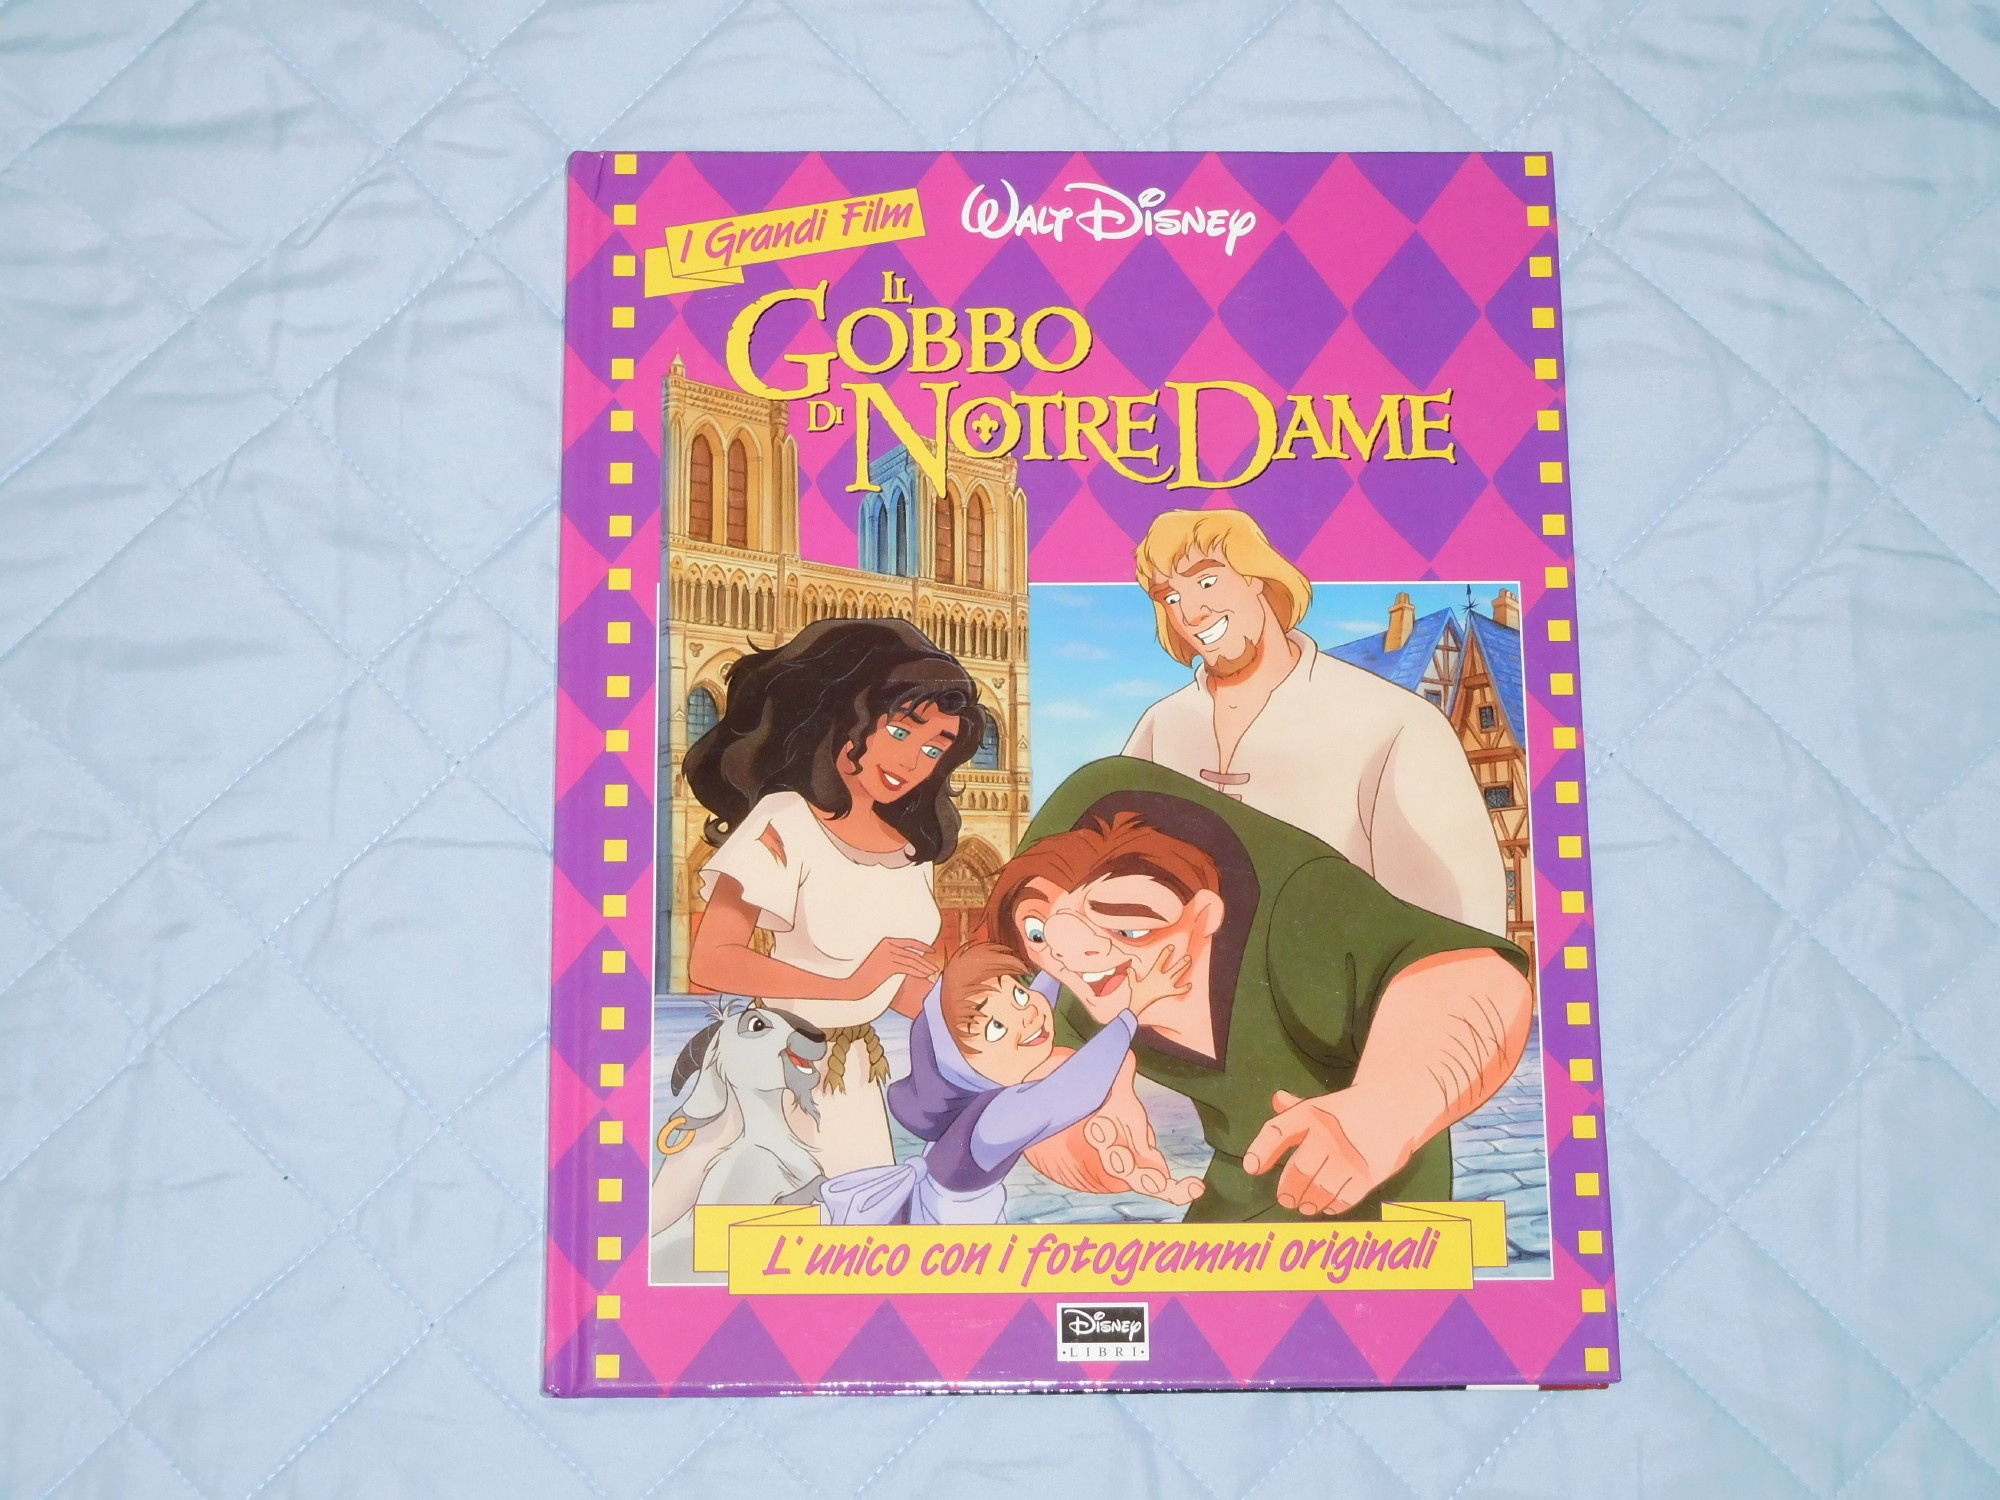 I Grandi Film
WALT DISNEY
IL
GOBBO
DI NOTRE DAME
L'unico con i fotogrammi originali
DISNEY
• LIBRI •